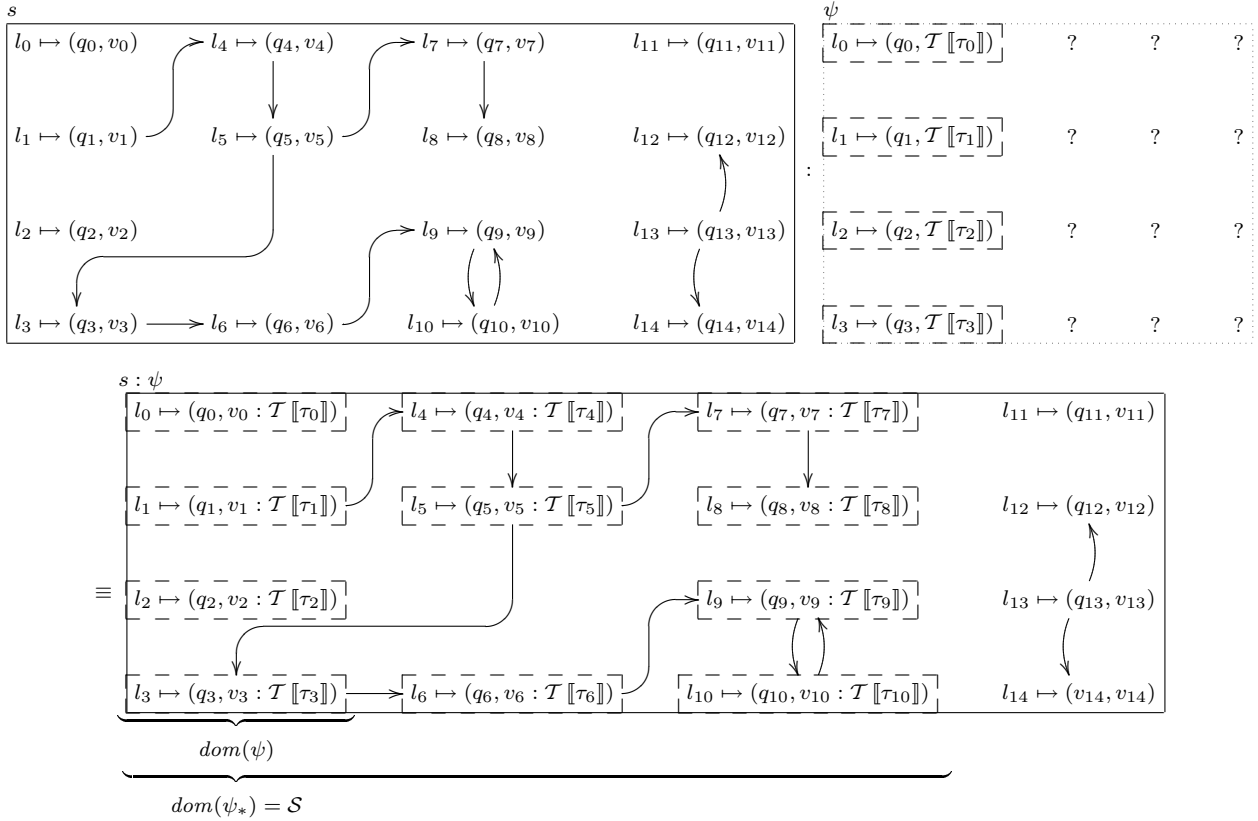 s ψ
l₀ ↦ (q₀, v₀) l₄ ↦ (q₄, v₄) l₇ ↦ (q₇, v₇) l₁₁ ↦ (q₁₁, v₁₁) l₀ ↦ (q₀, 𝒯 ⟦τ₀⟧) ? ? ?
l₁ ↦ (q₁, v₁) l₅ ↦ (q₅, v₅) l₈ ↦ (q₈, v₈) l₁₂ ↦ (q₁₂, v₁₂) l₁ ↦ (q₁, 𝒯 ⟦τ₁⟧) ? ? ?
:
l₂ ↦ (q₂, v₂) l₉ ↦ (q₉, v₉) l₁₃ ↦ (q₁₃, v₁₃) l₂ ↦ (q₂, 𝒯 ⟦τ₂⟧) ? ? ?
l₃ ↦ (q₃, v₃) l₆ ↦ (q₆, v₆) l₁₀ ↦ (q₁₀, v₁₀) l₁₄ ↦ (q₁₄, v₁₄) l₃ ↦ (q₃, 𝒯 ⟦τ₃⟧) ? ? ?
s : ψ
l₀ ↦ (q₀, v₀ : 𝒯 ⟦τ₀⟧) l₄ ↦ (q₄, v₄ : 𝒯 ⟦τ₄⟧) l₇ ↦ (q₇, v₇ : 𝒯 ⟦τ₇⟧) l₁₁ ↦ (q₁₁, v₁₁)
l₁ ↦ (q₁, v₁ : 𝒯 ⟦τ₁⟧) l₅ ↦ (q₅, v₅ : 𝒯 ⟦τ₅⟧) l₈ ↦ (q₈, v₈ : 𝒯 ⟦τ₈⟧) l₁₂ ↦ (q₁₂, v₁₂)
≡ l₂ ↦ (q₂, v₂ : 𝒯 ⟦τ₂⟧) l₉ ↦ (q₉, v₉ : 𝒯 ⟦τ₉⟧) l₁₃ ↦ (q₁₃, v₁₃)
l₃ ↦ (q₃, v₃ : 𝒯 ⟦τ₃⟧) l₆ ↦ (q₆, v₆ : 𝒯 ⟦τ₆⟧) l₁₀ ↦ (q₁₀, v₁₀ : 𝒯 ⟦τ₁₀⟧) l₁₄ ↦ (v₁₄, v₁₄)
dom(ψ)
dom(ψ∗) = 𝒮